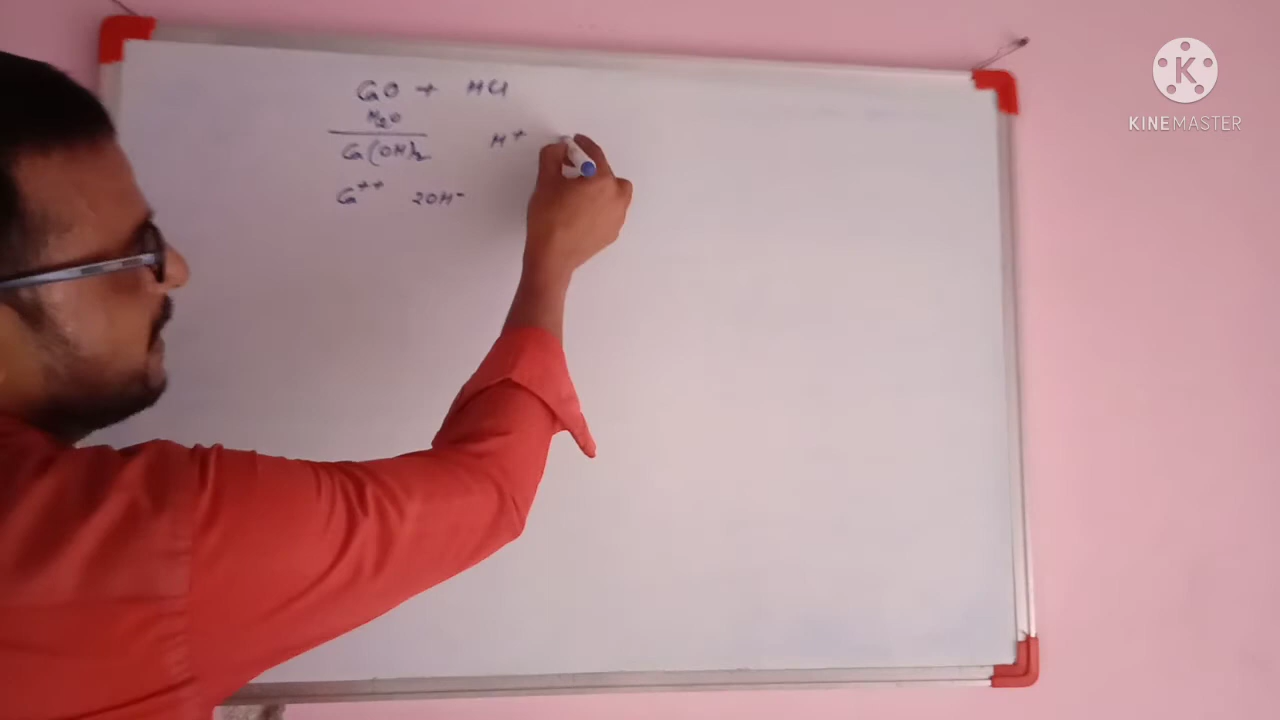 CaO + HCl
H2O
Ca(OH)2 H+
Ca++ 2OH-
K
KINEMASTER